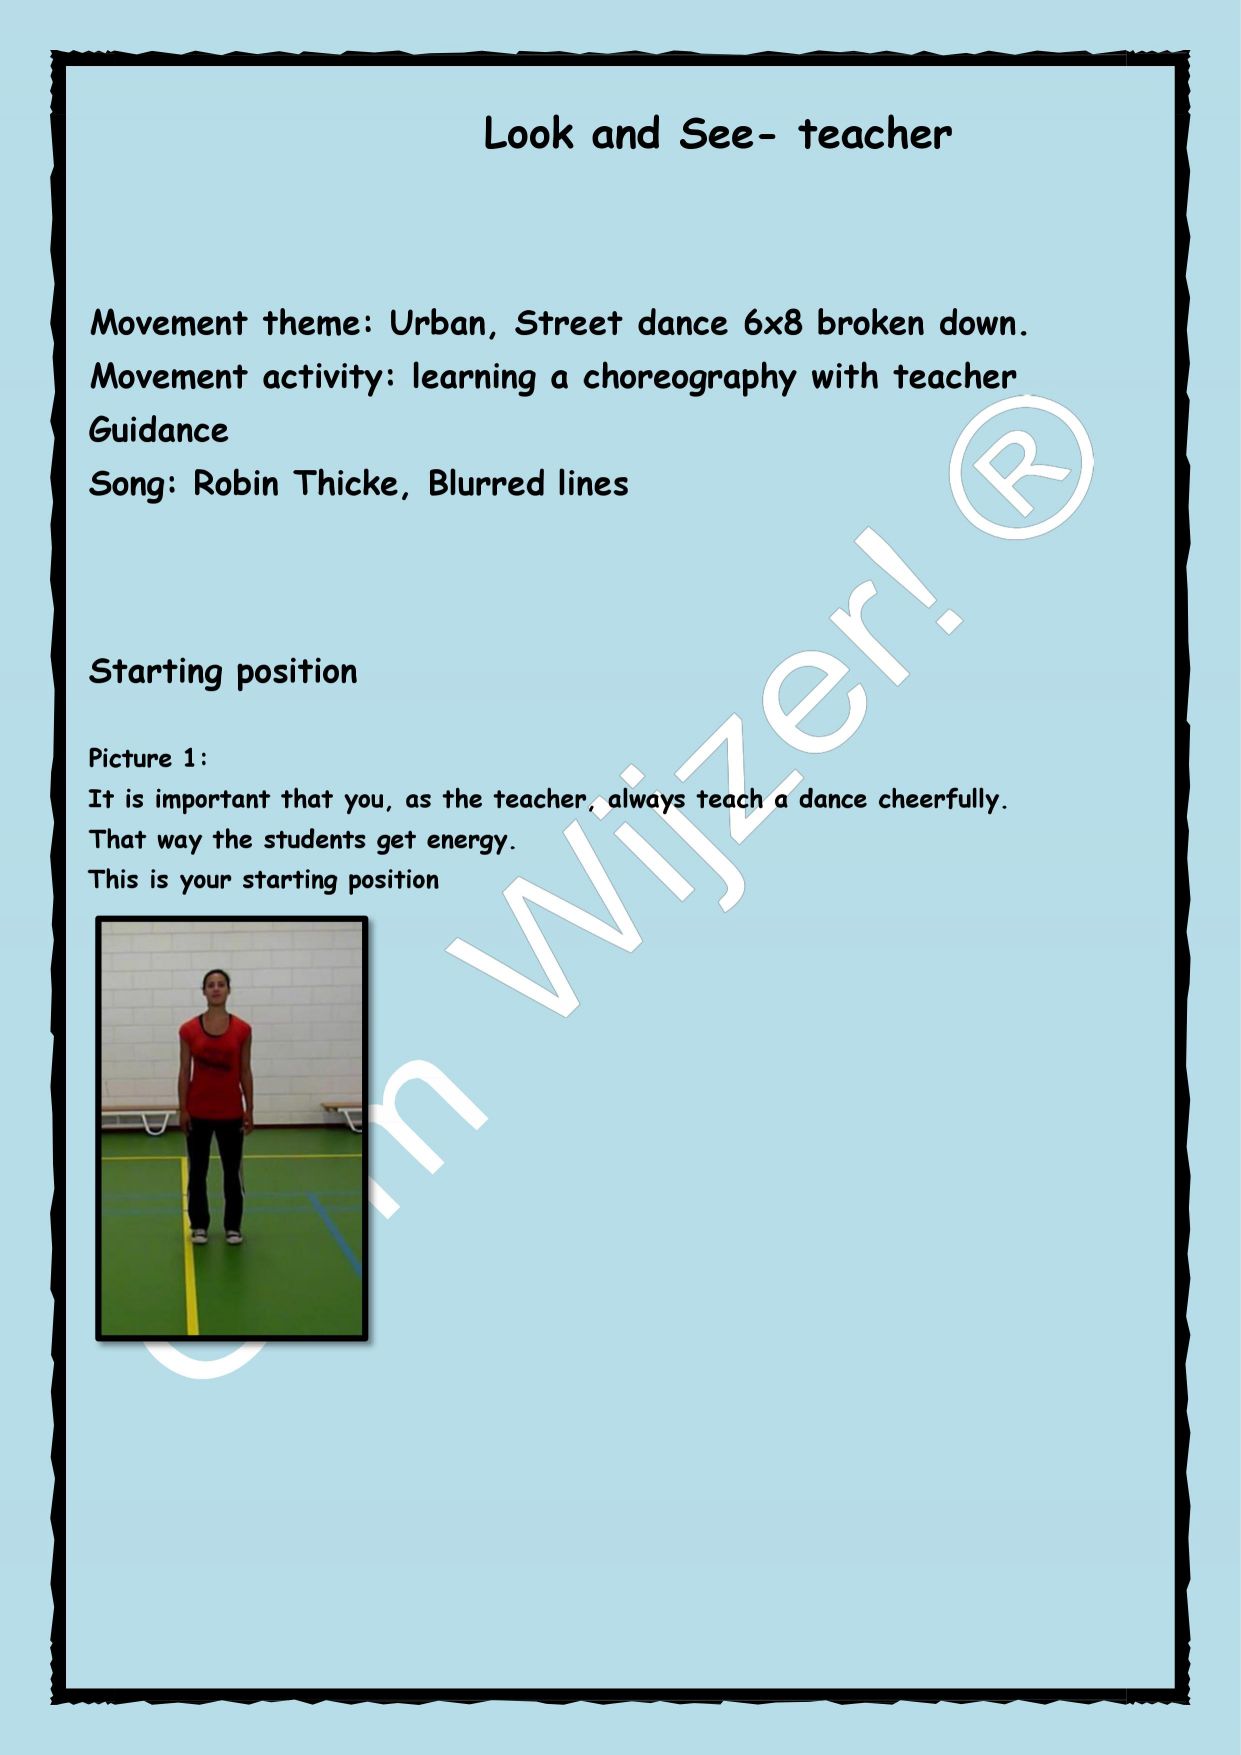 Look and See- teacher
Movement theme: Urban, Street dance 6x8 broken down.
Movement activity: learning a choreography with teacher
Guidance
Song: Robin Thicke, Blurred lines
Starting position
Picture 1:
It is important that you, as the teacher, always teach a dance cheerfully.
That way the students get energy.
This is your starting position
Wijzer! ®